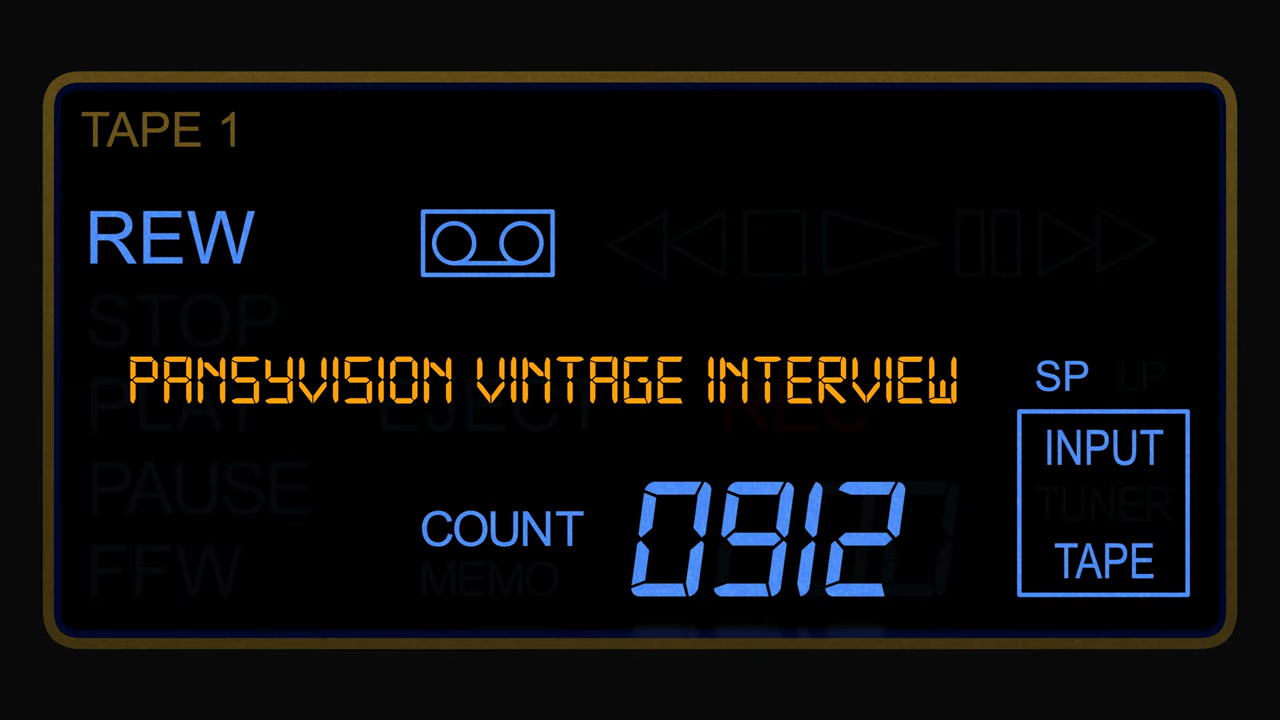 TAPE 1
REW
STOP
PANSYVISION VINTAGE INTERVIEW
SP LP
PLAY EJECT REC
INPUT
PAUSE
TUNER
COUNT 0912
TAPE
FFW
MEMO